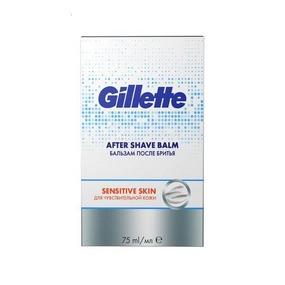 Gillette
AFTER SHAVE BALM
БАЛЬЗАМ ПОСЛЕ БРИТЬЯ
SENSITIVE SKIN
ДЛЯ ЧУВСТВИТЕЛЬНОЙ КОЖИ
75 ml/мл ℮